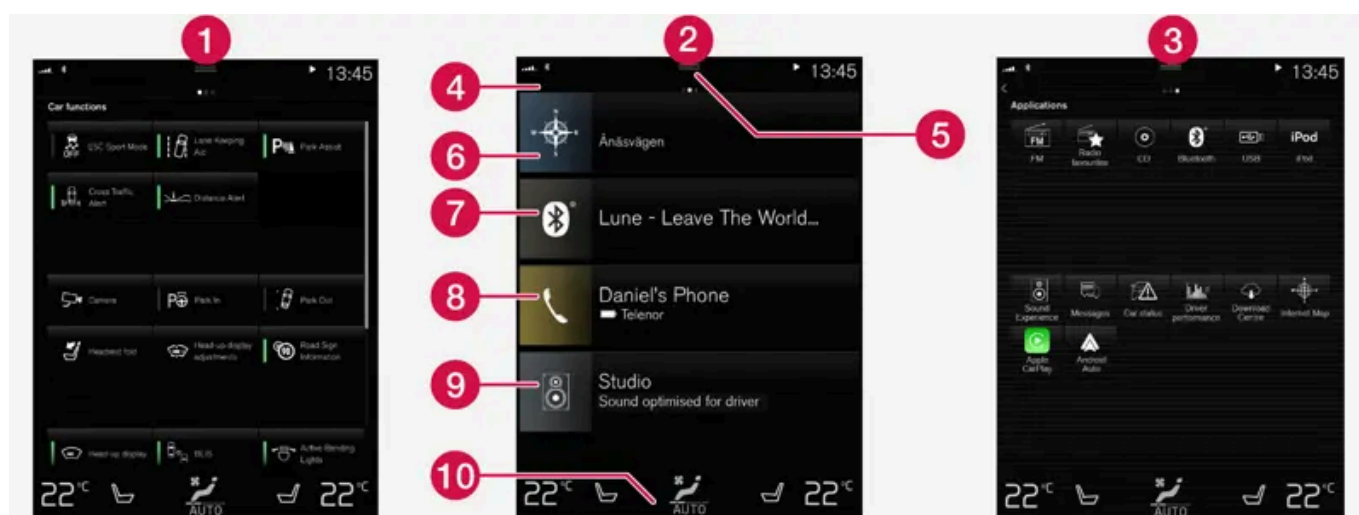 1
2
3
13:45
Car functions
ESC Sport Mode
Lane Keeping
Aid
Park Assist
Cross Traffic
Alert
Distance Alert
Camera
Park In
Park Out
Headrest fold
Head-up display
adjustments
Road Sign
Information
Head-up display
BLIS
Active Bending
Lights
22°C
AUTO
22°C
4
13:45
5
6
Ånäsvägen
7
Lune - Leave The World...
8
Daniel's Phone
Telenor
9
Studio
Sound optimised for driver
10
22°C
AUTO
22°C
13:45
Applications
FM
FM
Radio
favourites
CD
Bluetooth
USB
iPod
iPod
Sound
Experience
Messages
Car status
Driver
performance
Download
Centre
Internet Map
Apple
CarPlay
Android
Auto
22°C
AUTO
22°C